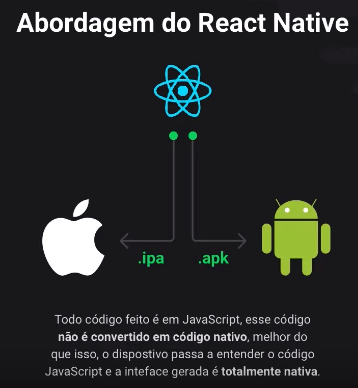 Abordagem do React Native
.ipa .apk
Todo código feito é em JavaScript, esse código
não é convertido em código nativo, melhor do
que isso, o dispostivo passa a entender o código
JavaScript e a inteface gerada é totalmente nativa.